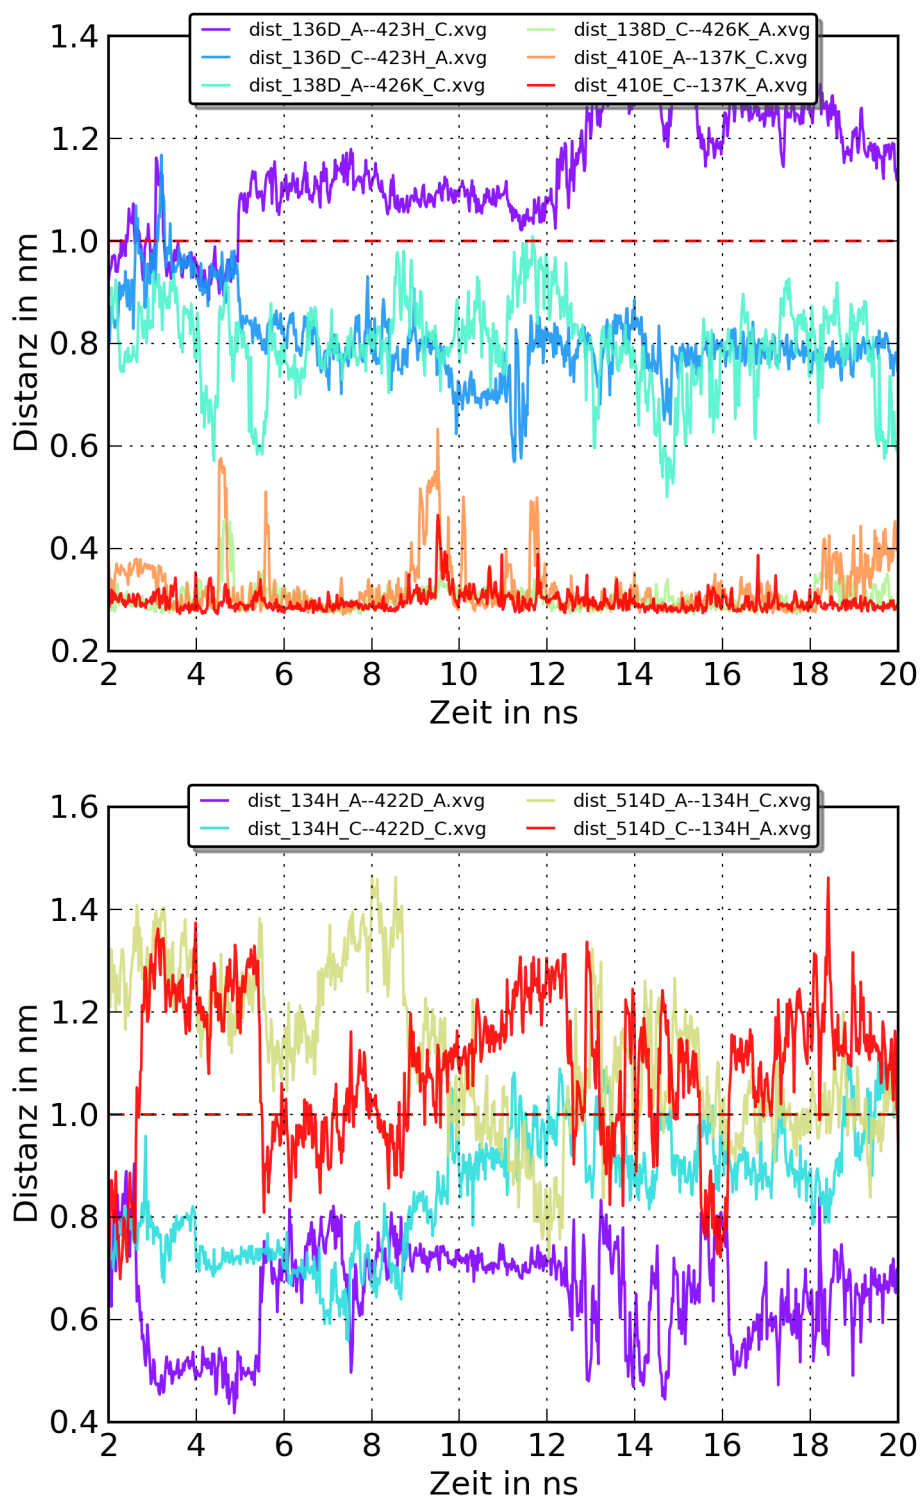 dist_136D_A--423H_C.xvg dist_138D_C--426K_A.xvg
dist_136D_C--423H_A.xvg dist_410E_A--137K_C.xvg
dist_138D_A--426K_C.xvg dist_410E_C--137K_A.xvg
1.4
1.2
1.0
0.8
0.6
0.4
0.2
Distanz in nm
2 4 6 8 10 12 14 16 18 20
Zeit in ns
dist_134H_A--422D_A.xvg dist_514D_A--134H_C.xvg
dist_134H_C--422D_C.xvg dist_514D_C--134H_A.xvg
1.6
1.4
1.2
1.0
0.8
0.6
0.4
Distanz in nm
2 4 6 8 10 12 14 16 18 20
Zeit in ns